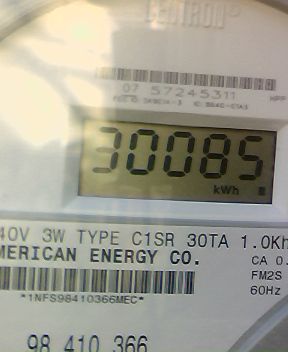 CENTRON®
07 57245311
30085
kWh
40V 3W TYPE C1SR 30TA 1.0Kh
MERICAN ENERGY CO.
CA 0.
FM2S
60Hz
*1NFS98410366MEC*
98 410 366